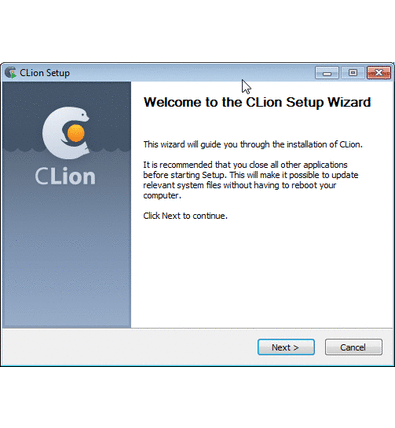 CLion Setup
Welcome to the CLion Setup Wizard
This wizard will guide you through the installation of CLion.
It is recommended that you close all other applications
before starting Setup. This will make it possible to update
relevant system files without having to reboot your
computer.
Click Next to continue.
CLion
Next >
Cancel